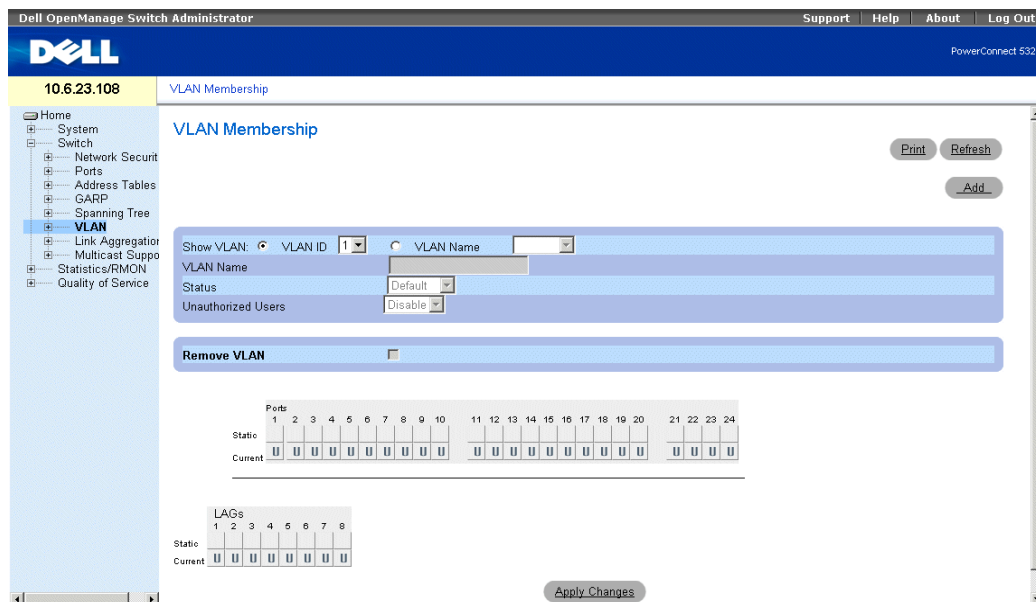 Dell OpenManage Switch Administrator Support Help About Log Out
DELL
PowerConnect 532
10.6.23.108
VLAN Membership
Home
System
Switch
Network Securit
Ports
Address Tables
GARP
Spanning Tree
VLAN
Link Aggregation
Multicast Suppo
Statistics/RMON
Quality of Service
VLAN Membership
Print Refresh
Add
Show VLAN: VLAN ID 1 VLAN Name
VLAN Name
Status Default
Unauthorized Users Disable
Remove VLAN
Ports
1 2 3 4 5 6 7 8 9 10 11 12 13 14 15 16 17 18 19 20 21 22 23 24
Static
Current U U U U U U U U U U U U U U U U U U U U U U U U
LAGs
1 2 3 4 5 6 7 8
Static
Current U U U U U U U U
Apply Changes